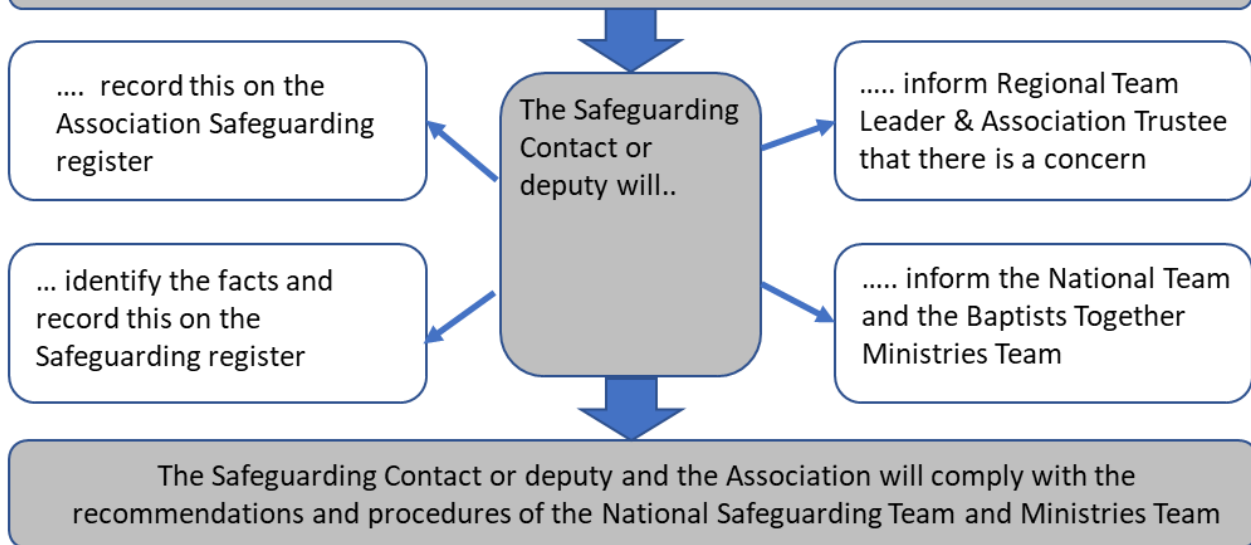 .... record this on the
Association Safeguarding
register
The Safeguarding
Contact or
deputy will..
..... inform Regional Team
Leader & Association Trustee
that there is a concern
... identify the facts and
record this on the
Safeguarding register
..... inform the National Team
and the Baptists Together
Ministries Team
The Safeguarding Contact or deputy and the Association will comply with the
recommendations and procedures of the National Safeguarding Team and Ministries Team